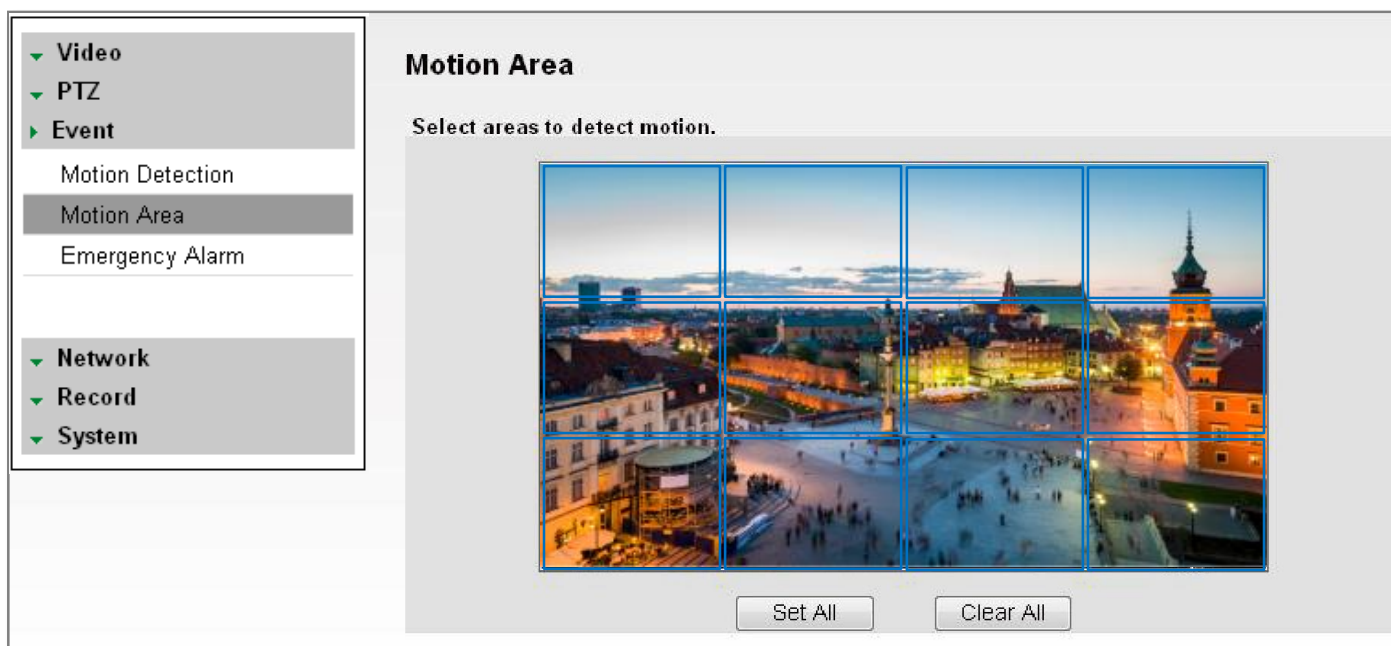 Video
PTZ
Event
Motion Detection
Motion Area
Emergency Alarm
Network
Record
System
Motion Area
Select areas to detect motion.
Set All
Clear All